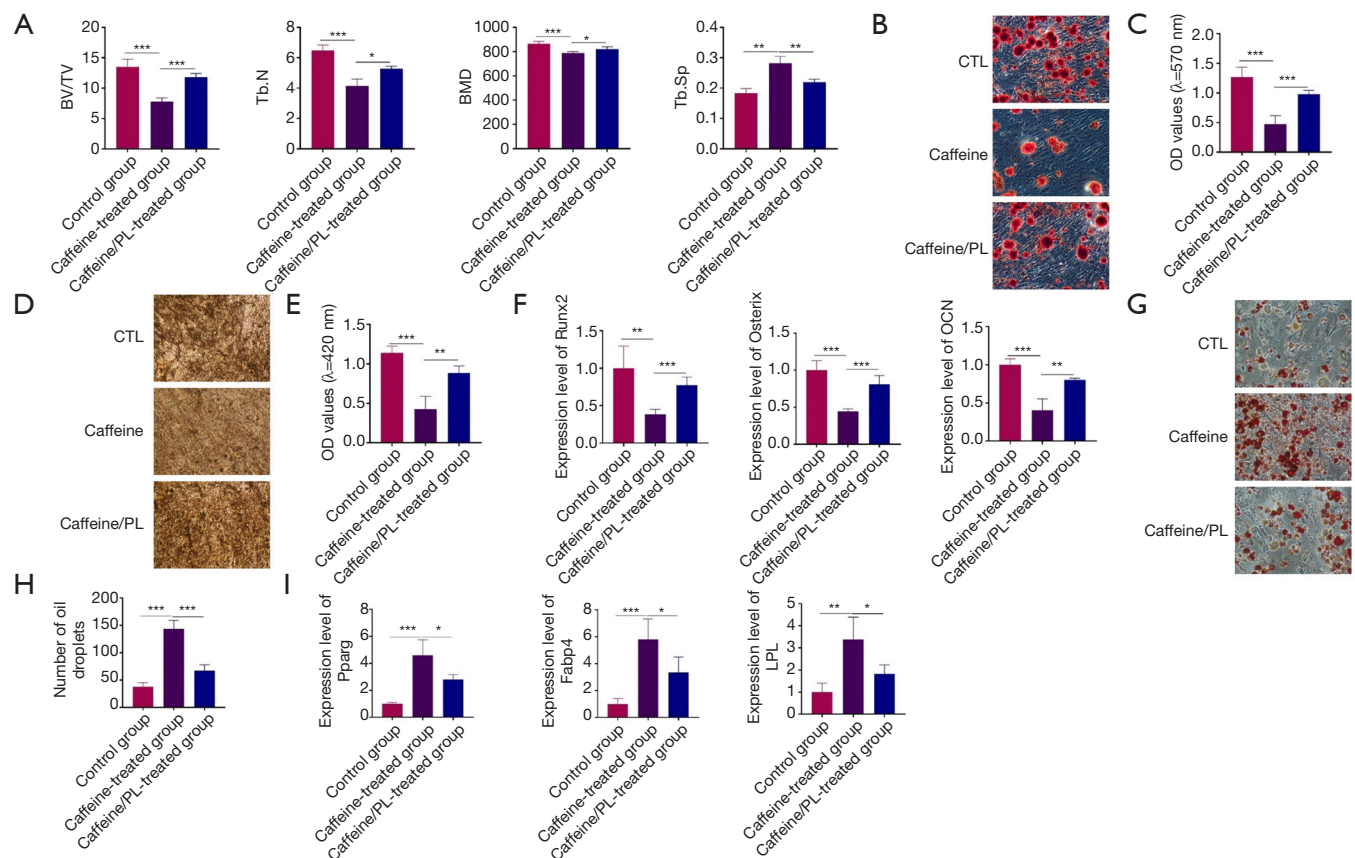 A
BV/TV
20
15
10
5
0
***
***
Control group
Caffeine-treated group
Caffeine/PL-treated group
Tb.N
8
6
4
2
0
***
*
Control group
Caffeine-treated group
Caffeine/PL-treated group
BMD
1000
800
600
400
200
0
***
*
Control group
Caffeine-treated group
Caffeine/PL-treated group
Tb.Sp
0.4
0.3
0.2
0.1
0.0
**
**
Control group
Caffeine-treated group
Caffeine/PL-treated group
B
CTL
Caffeine
Caffeine/PL
C
OD values (λ=570 nm)
2.0
1.5
1.0
0.5
0.0
***
***
Control group
Caffeine-treated group
Caffeine/PL-treated group
D
CTL
Caffeine
Caffeine/PL
E
OD values (λ=420 nm)
1.5
1.0
0.5
0.0
***
**
Control group
Caffeine-treated group
Caffeine/PL-treated group
F
Expression level of Runx2
1.5
1.0
0.5
0.0
**
***
Control group
Caffeine-treated group
Caffeine/PL-treated group
Expression level of Osterix
1.5
1.0
0.5
0.0
***
***
Control group
Caffeine-treated group
Caffeine/PL-treated group
Expression level of OCN
1.5
1.0
0.5
0.0
***
**
Control group
Caffeine-treated group
Caffeine/PL-treated group
G
CTL
Caffeine
Caffeine/PL
H
Number of oil
droplets
200
150
100
50
0
***
***
Control group
Caffeine-treated group
Caffeine/PL-treated group
I
Expression level of
Pparg
8
6
4
2
0
***
*
Control group
Caffeine-treated group
Caffeine/PL-treated group
Expression level of
Fabp4
8
6
4
2
0
***
*
Control group
Caffeine-treated group
Caffeine/PL-treated group
Expression level of
LPL
5
4
3
2
1
0
**
*
Control group
Caffeine-treated group
Caffeine/PL-treated group